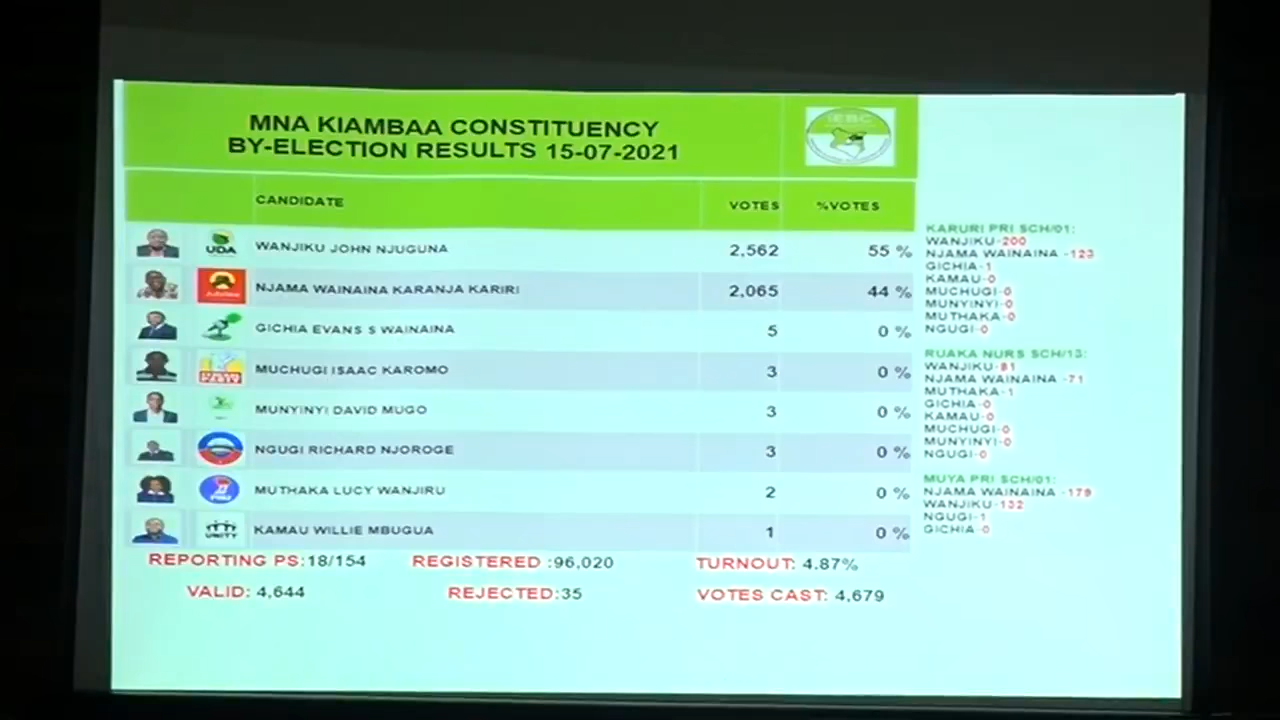 MNA KIAMBAA CONSTITUENCY
BY-ELECTION RESULTS 15-07-2021
IEBC
CANDIDATE VOTES %VOTES
UDA WANJIKU JOHN NJUGUNA 2,562 55 %
Jubilee NJAMA WAINAINA KARANJA KARIRI 2,065 44 %
GICHIA EVANS S WAINAINA 5 0 %
MUCHUGI ISAAC KAROMO 3 0 %
MUNYINYI DAVID MUGO 3 0 %
NGUGI RICHARD NJOROGE 3 0 %
MUTHAKA LUCY WANJIRU 2 0 %
UNITY KAMAU WILLIE MBUGUA 1 0 %
REPORTING PS:18/154 REGISTERED :96,020 TURNOUT: 4.87%
VALID: 4,644 REJECTED:35 VOTES CAST: 4,679
KARURI PRI SCH/01:
WANJIKU-200
NJAMA WAINAINA -123
GICHIA-1
KAMAU-0
MUCHUGI-0
MUNYINYI-0
MUTHAKA-0
NGUGI-0
RUAKA NURS SCH/13:
WANJIKU-81
NJAMA WAINAINA -71
MUTHAKA-1
GICHIA-0
KAMAU-0
MUCHUGI-0
MUNYINYI-0
NGUGI-0
MUYA PRI SCH/01:
NJAMA WAINAINA -179
WANJIKU-132
NGUGI-1
GICHIA-0